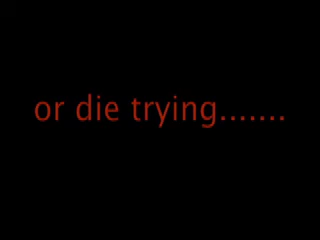 or die trying.......